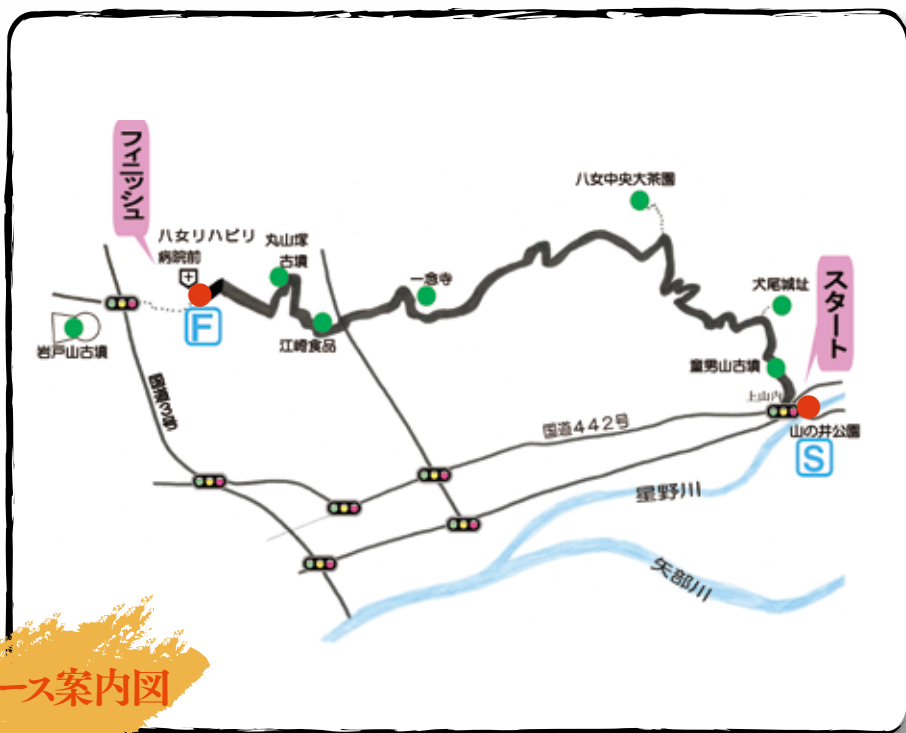 フィニッシュ
八女リハビリ
病院前
丸山塚
古墳
八女中央大茶園
一念寺
犬尾城址
スタート
岩戸山古墳
F
江崎食品
童男山古墳
上山内
国道3号
国道442号
山の井公園
S
星野川
矢部川
ース案内図